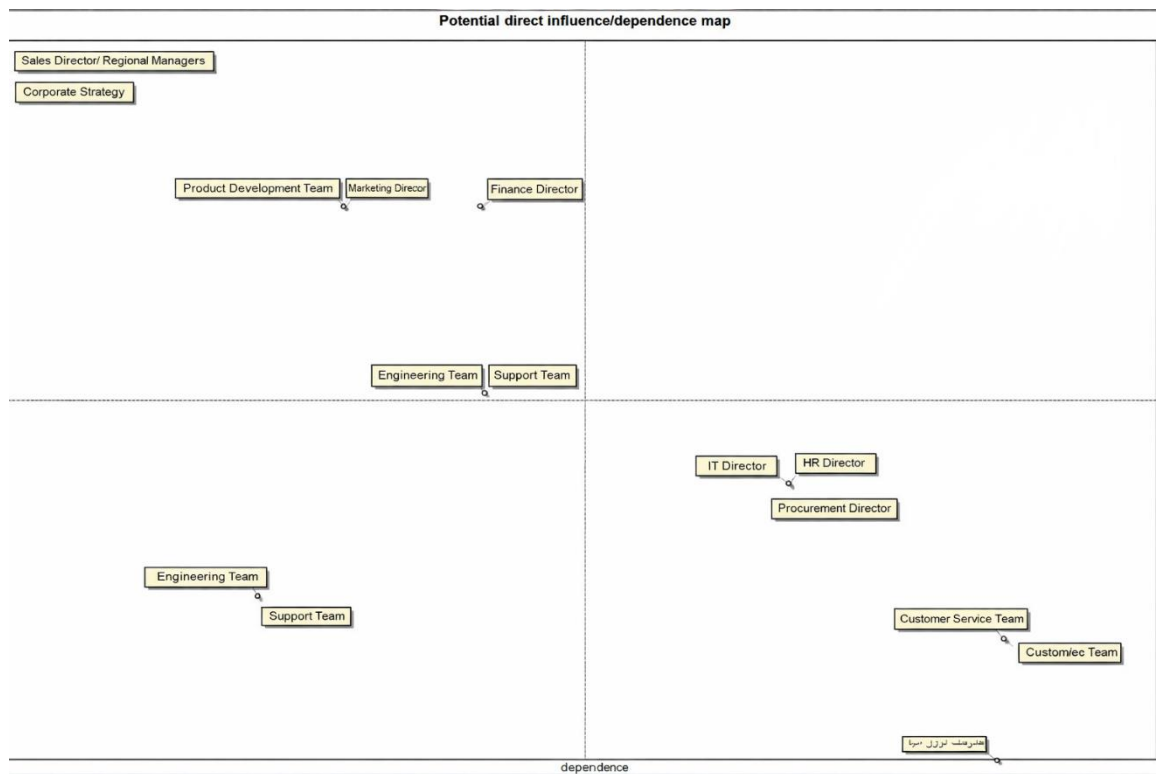 Potential direct influence/dependence map
Sales Director/ Regional Managers
Corporate Strategy
Product Development Team
Marketing Direcor
Finance Director
Engineering Team
Support Team
IT Director
HR Director
Procurement Director
Engineering Team
Support Team
Customer Service Team
Custom/ec Team
dependence